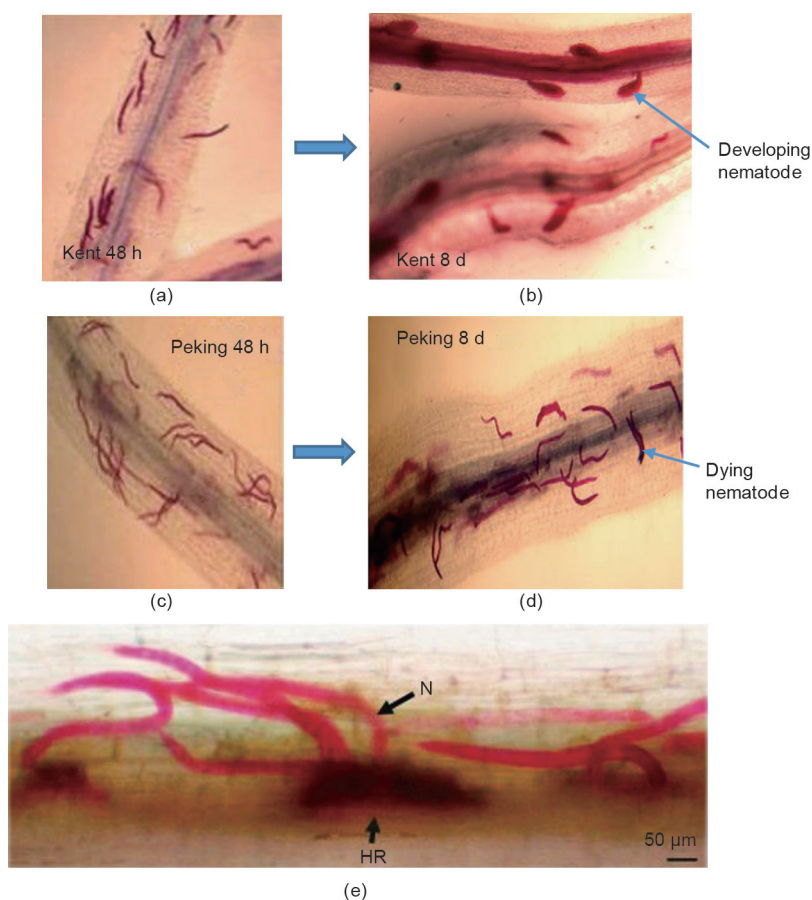 Kent 48 h
Kent 8 d
Developing
nematode
(a)
(b)
Peking 48 h
Peking 8 d
Dying
nematode
(c)
(d)
N
HR
50 µm
(e)